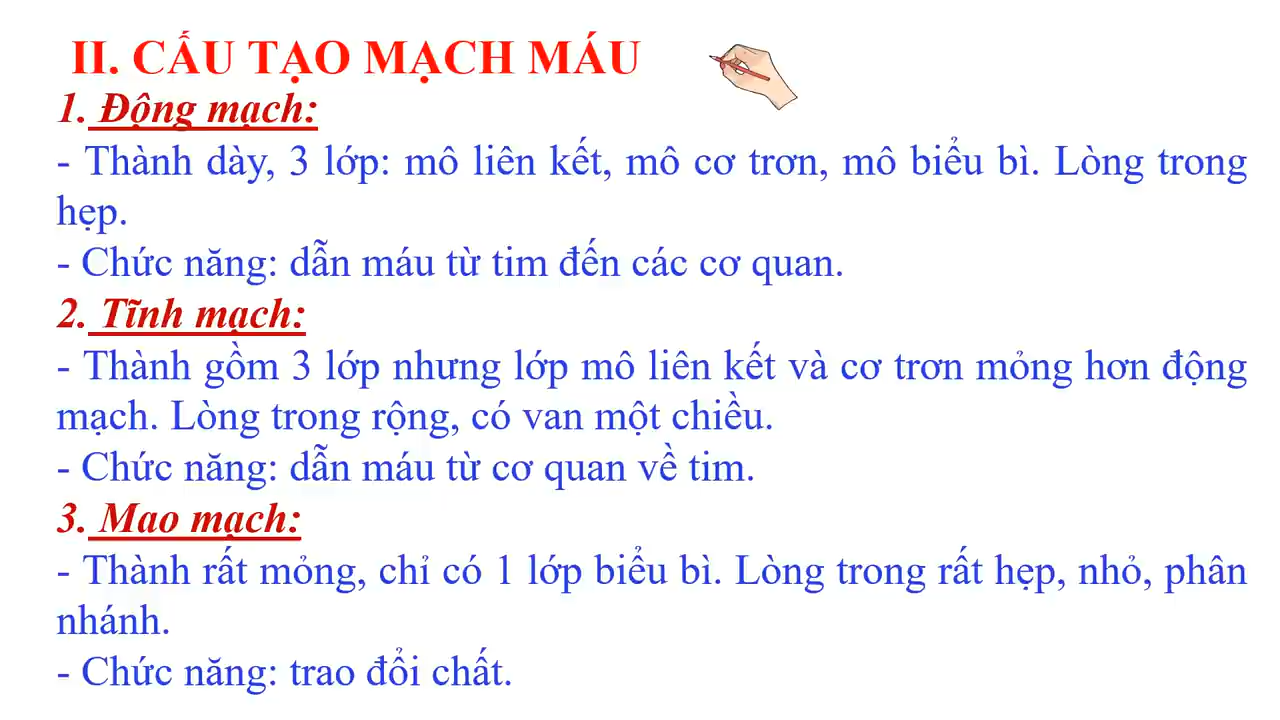 II. CẤU TẠO MẠCH MÁU
1. Động mạch:
- Thành dày, 3 lớp: mô liên kết, mô cơ trơn, mô biểu bì. Lòng trong
hẹp.
- Chức năng: dẫn máu từ tim đến các cơ quan.
2. Tĩnh mạch:
- Thành gồm 3 lớp nhưng lớp mô liên kết và cơ trơn mỏng hơn động
mạch. Lòng trong rộng, có van một chiều.
- Chức năng: dẫn máu từ cơ quan về tim.
3. Mao mạch:
- Thành rất mỏng, chỉ có 1 lớp biểu bì. Lòng trong rất hẹp, nhỏ, phân
nhánh.
- Chức năng: trao đổi chất.